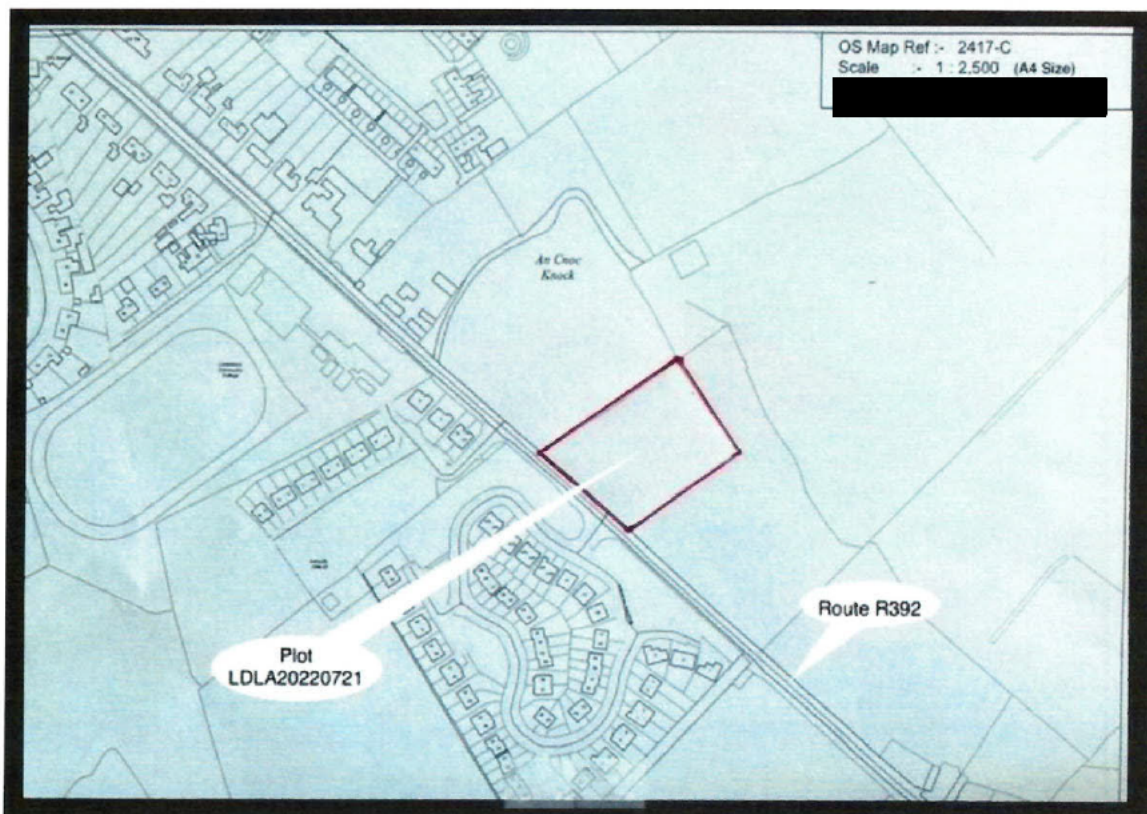 OS Map Ref :- 2417-C
Scale :- 1 : 2,500 (A4 Size)
An Cnoc
Knock
Route R392
Plot
LDLA20220721